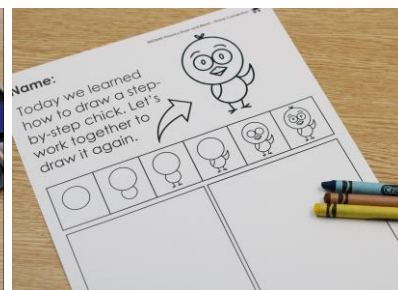 Name:
Today we learned
how to draw a step-
by-step chick. Let's
work together to
draw it again.